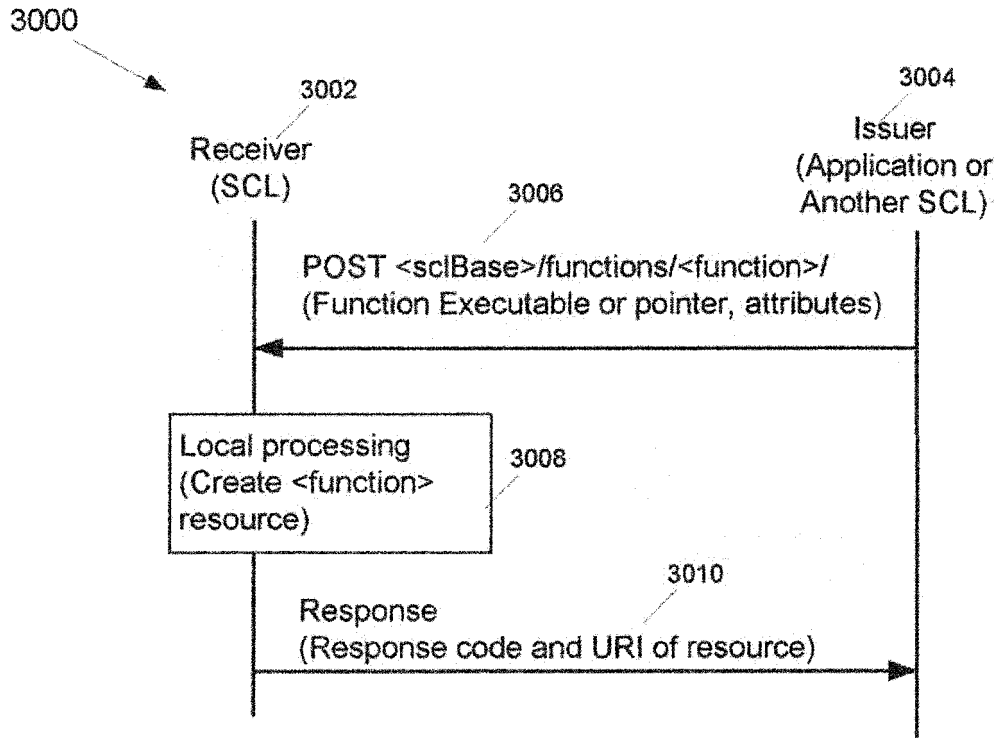 3000
3002
Receiver
(SCL)
3004
Issuer
(Application or
Another SCL)
3006
POST <sclBase>/functions/<function>/
(Function Executable or pointer, attributes)
Local processing
(Create <function>
resource)
3008
3010
Response
(Response code and URI of resource)